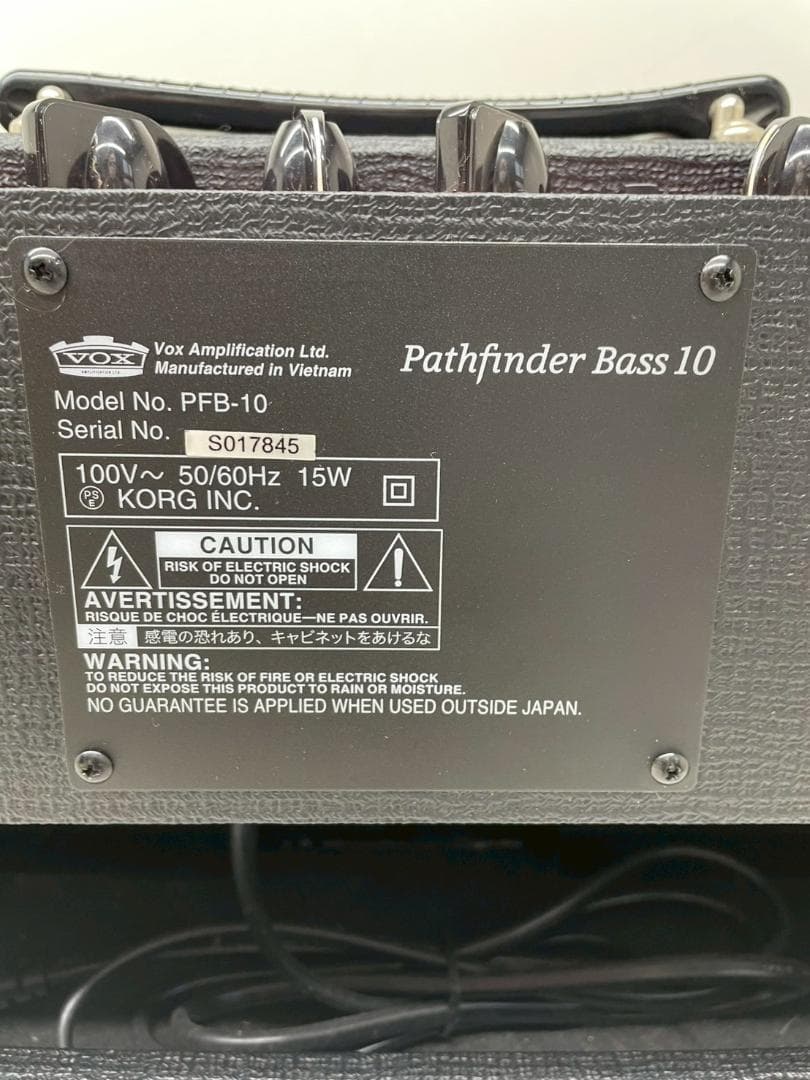 VOX
Vox Amplification Ltd.
Manufactured in Vietnam
Pathfinder Bass 10
Model No. PFB-10
Serial No. S017845
100V～ 50/60Hz 15W
PSE KORG INC.
CAUTION
RISK OF ELECTRIC SHOCK
DO NOT OPEN
AVERTISSEMENT:
RISQUE DE CHOC ÉLECTRIQUE—NE PAS OUVRIR.
注意 感電の恐れあり、キャビネットをあけるな
WARNING:
TO REDUCE THE RISK OF FIRE OR ELECTRIC SHOCK
DO NOT EXPOSE THIS PRODUCT TO RAIN OR MOISTURE.
NO GUARANTEE IS APPLIED WHEN USED OUTSIDE JAPAN.